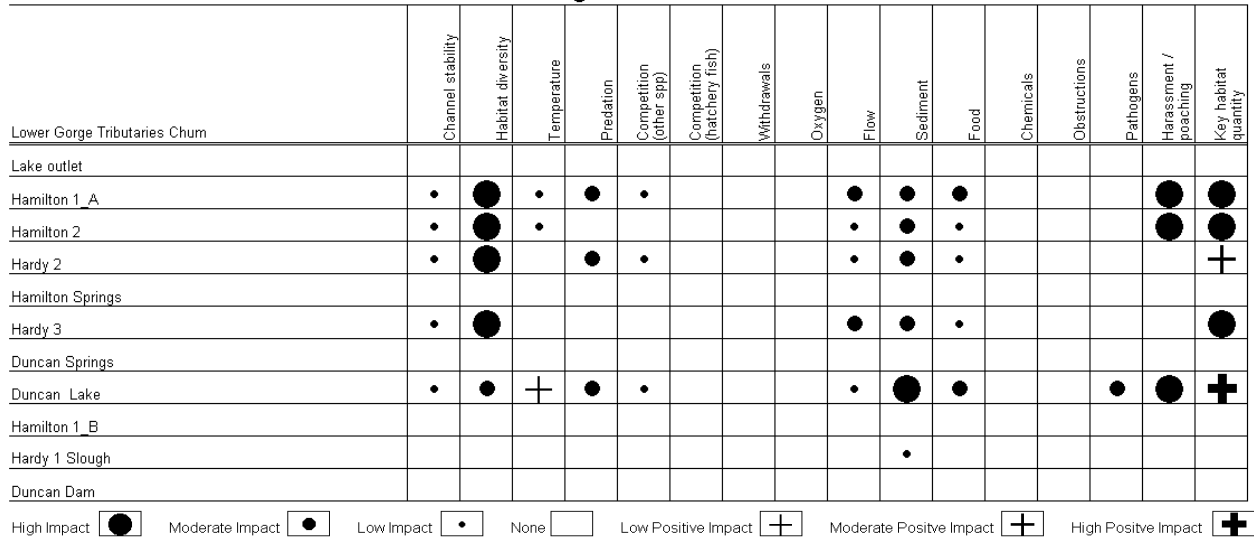 Channel stability
Habitat diversity
Temperature
Predation
Competition
(other spp)
Competition
(hatchery fish)
Withdrawals
Oxygen
Flow
Sediment
Food
Chemicals
Obstructions
Pathogens
Harassment /
poaching
Key habitat
quantity
Lower Gorge Tributaries Chum
Lake outlet
Hamilton 1_A
Hamilton 2
Hardy 2
Hamilton Springs
Hardy 3
Duncan Springs
Duncan Lake
Hamilton 1_B
Hardy 1 Slough
Duncan Dam
High Impact Moderate Impact Low Impact None Low Positive Impact Moderate Positve Impact High Positve Impact